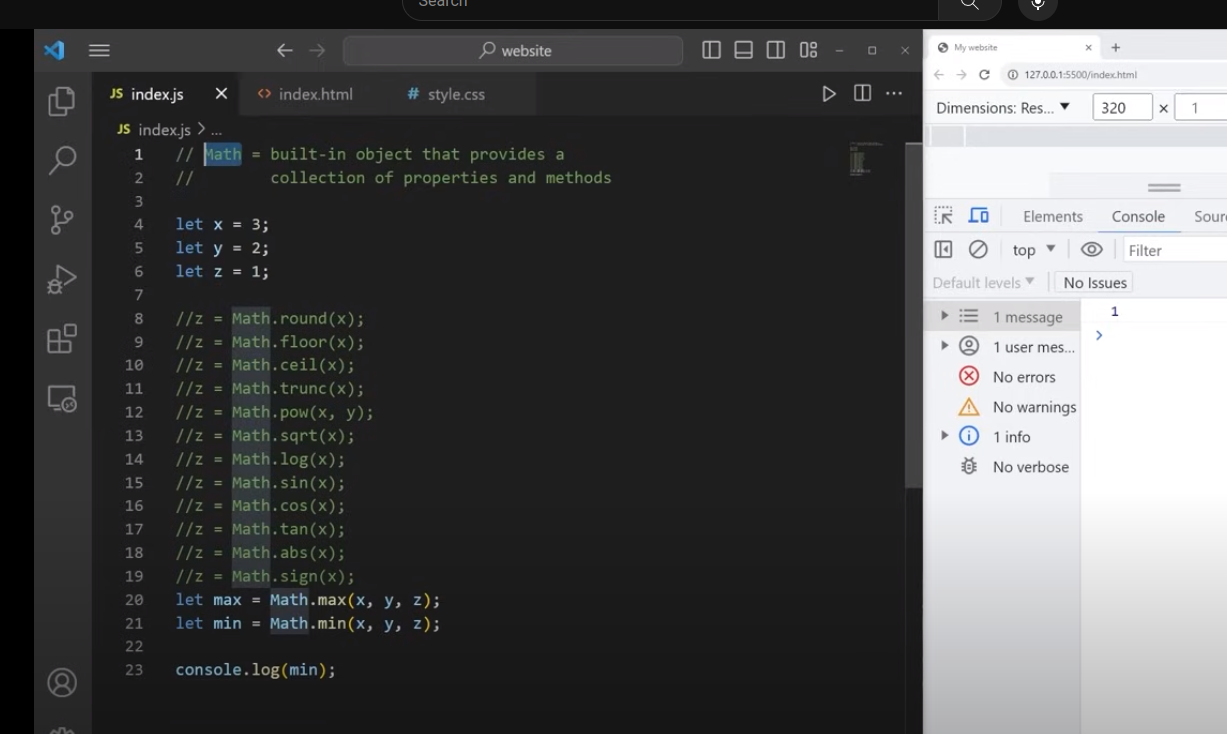 Search
website
JS index.js
<> index.html
# style.css
JS index.js > ...
1 // Math = built-in object that provides a
2 //        collection of properties and methods
3
4 let x = 3;
5 let y = 2;
6 let z = 1;
7
8 //z = Math.round(x);
9 //z = Math.floor(x);
10 //z = Math.ceil(x);
11 //z = Math.trunc(x);
12 //z = Math.pow(x, y);
13 //z = Math.sqrt(x);
14 //z = Math.log(x);
15 //z = Math.sin(x);
16 //z = Math.cos(x);
17 //z = Math.tan(x);
18 //z = Math.abs(x);
19 //z = Math.sign(x);
20 let max = Math.max(x, y, z);
21 let min = Math.min(x, y, z);
22
23 console.log(min);
My website
127.0.0.1:5500/index.html
Dimensions: Res... 320 × 1
Elements Console Sour
top Filter
Default levels No Issues
1 message
1 user mes...
No errors
No warnings
1 info
No verbose
1
>